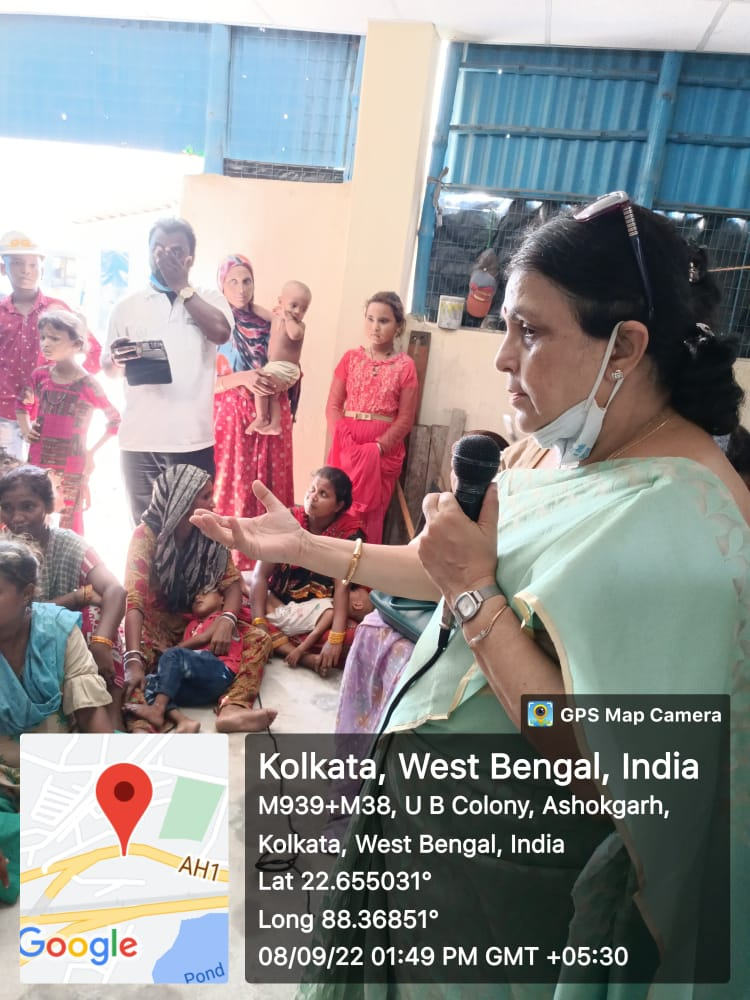 GPS Map Camera
Kolkata, West Bengal, India
M939+M38, U B Colony, Ashokgarh,
Kolkata, West Bengal, India
Lat 22.655031°
Long 88.36851°
08/09/22 01:49 PM GMT +05:30
AH1
Google
Pond